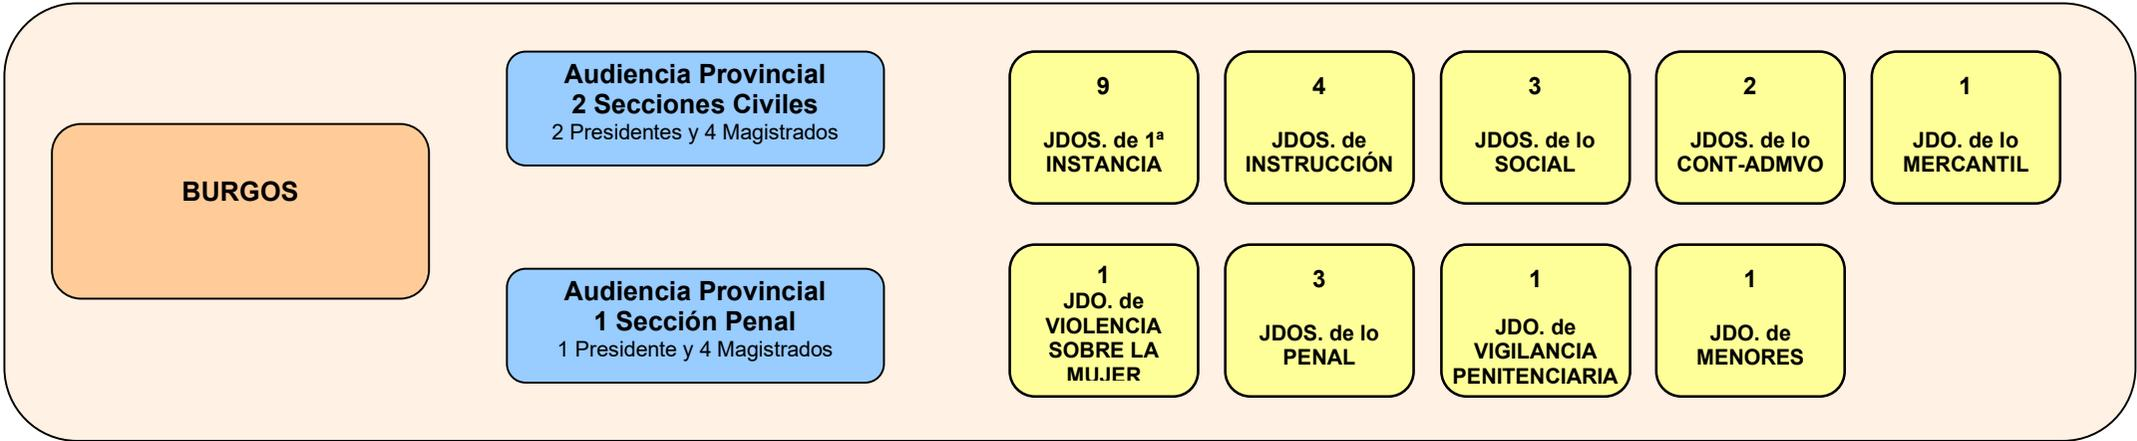 BURGOS
Audiencia Provincial
2 Secciones Civiles
2 Presidentes y 4 Magistrados
Audiencia Provincial
1 Sección Penal
1 Presidente y 4 Magistrados
9
JDOS. de 1ª
INSTANCIA
4
JDOS. de
INSTRUCCIÓN
3
JDOS. de lo
SOCIAL
2
JDOS. de lo
CONT-ADMVO
1
JDO. de lo
MERCANTIL
1
JDO. de
VIOLENCIA
SOBRE LA
MUJER
3
JDOS. de lo
PENAL
1
JDO. de
VIGILANCIA
PENITENCIARIA
1
JDO. de
MENORES